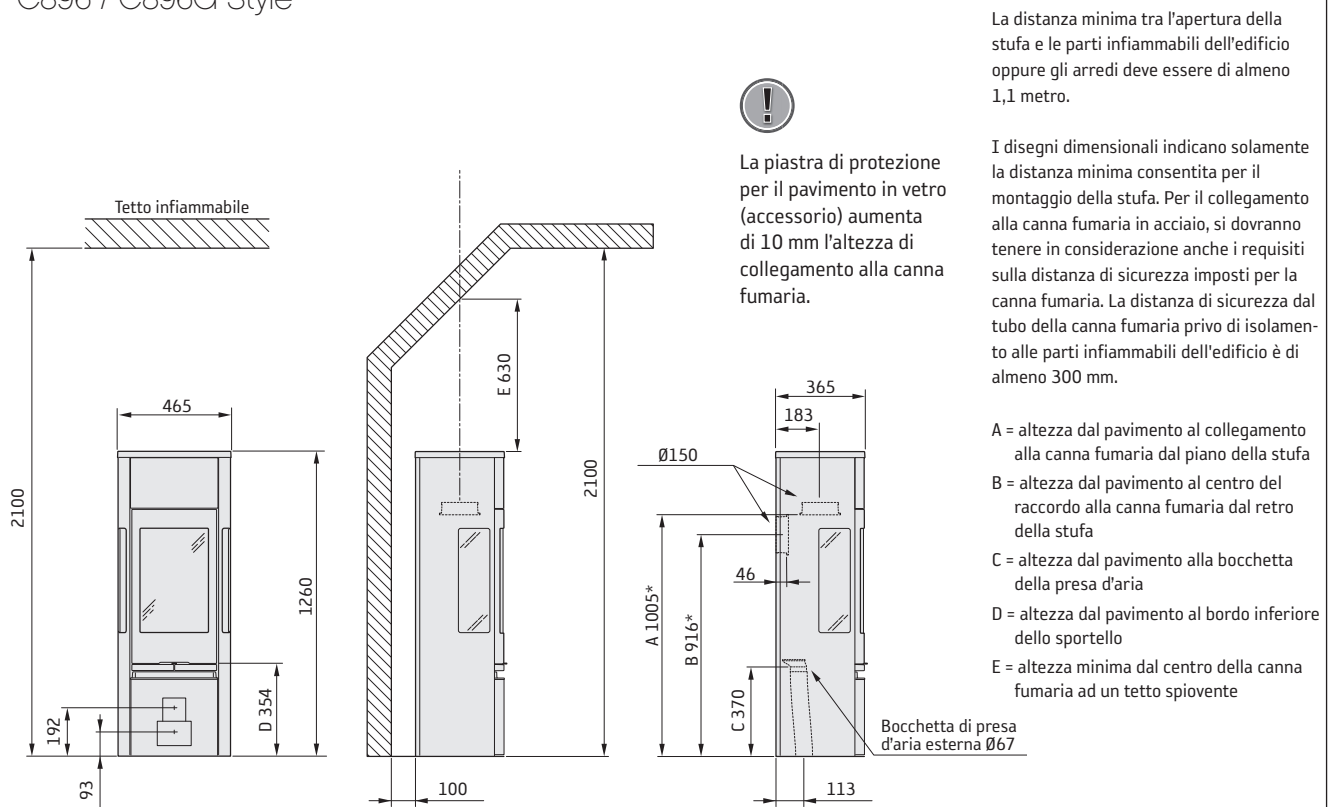 C896 / C896G Style
La distanza minima tra l'apertura della
stufa e le parti infiammabili dell'edificio
oppure gli arredi deve essere di almeno
1,1 metro.
I disegni dimensionali indicano solamente
la distanza minima consentita per il
montaggio della stufa. Per il collegamento
alla canna fumaria in acciaio, si dovranno
tenere in considerazione anche i requisiti
sulla distanza di sicurezza imposti per la
canna fumaria. La distanza di sicurezza dal
tubo della canna fumaria privo di isolamen-
to alle parti infiammabili dell'edificio è di
almeno 300 mm.
A = altezza dal pavimento al collegamento
alla canna fumaria dal piano della stufa
B = altezza dal pavimento al centro del
raccordo alla canna fumaria dal retro
della stufa
C = altezza dal pavimento alla bocchetta
della presa d'aria
D = altezza dal pavimento al bordo inferiore
dello sportello
E = altezza minima dal centro della canna
fumaria ad un tetto spiovente
!
La piastra di protezione
per il pavimento in vetro
(accessorio) aumenta
di 10 mm l'altezza di
collegamento alla canna
fumaria.
Tetto infiammabile
2100
465
1260
D 354
192
93
E 630
2100
100
365
183
Ø150
46
A 1005*
B 916*
C 370
Bocchetta di presa
d'aria esterna Ø67
113